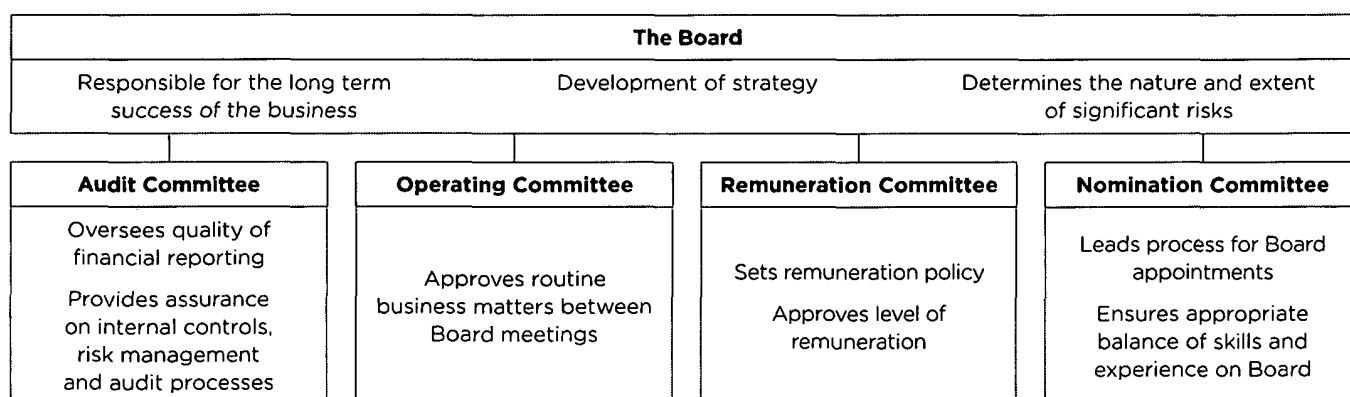 The Board
Responsible for the long term
success of the business
Development of strategy
Determines the nature and extent
of significant risks
Audit Committee
Oversees quality of
financial reporting
Provides assurance
on internal controls,
risk management
and audit processes
Operating Committee
Approves routine
business matters between
Board meetings
Remuneration Committee
Sets remuneration policy
Approves level of
remuneration
Nomination Committee
Leads process for Board
appointments
Ensures appropriate
balance of skills and
experience on Board